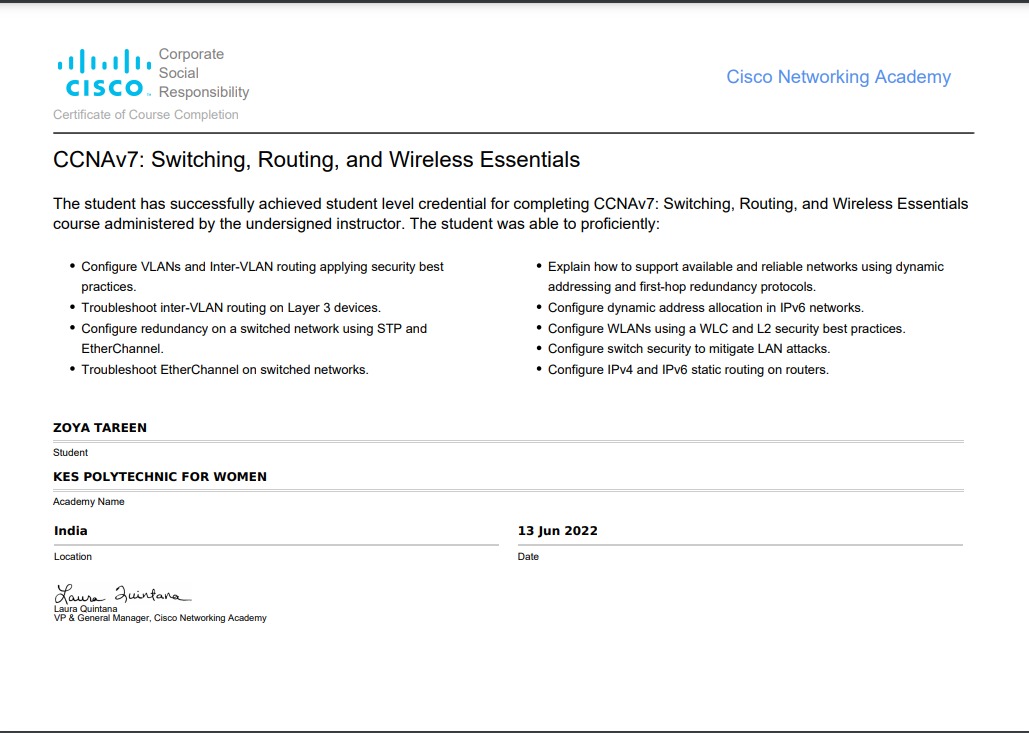 Corporate
Social
CISCO Responsibility
Cisco Networking Academy
Certificate of Course Completion
CCNAv7: Switching, Routing, and Wireless Essentials
The student has successfully achieved student level credential for completing CCNAv7: Switching, Routing, and Wireless Essentials
course administered by the undersigned instructor. The student was able to proficiently:
• Configure VLANs and Inter-VLAN routing applying security best
practices.
• Troubleshoot inter-VLAN routing on Layer 3 devices.
• Configure redundancy on a switched network using STP and
EtherChannel.
• Troubleshoot EtherChannel on switched networks.
• Explain how to support available and reliable networks using dynamic
addressing and first-hop redundancy protocols.
• Configure dynamic address allocation in IPv6 networks.
• Configure WLANs using a WLC and L2 security best practices.
• Configure switch security to mitigate LAN attacks.
• Configure IPv4 and IPv6 static routing on routers.
ZOYA TAREEN
Student
KES POLYTECHNIC FOR WOMEN
Academy Name
India
Location
13 Jun 2022
Date
Laura Quintana
Laura Quintana
VP & General Manager, Cisco Networking Academy